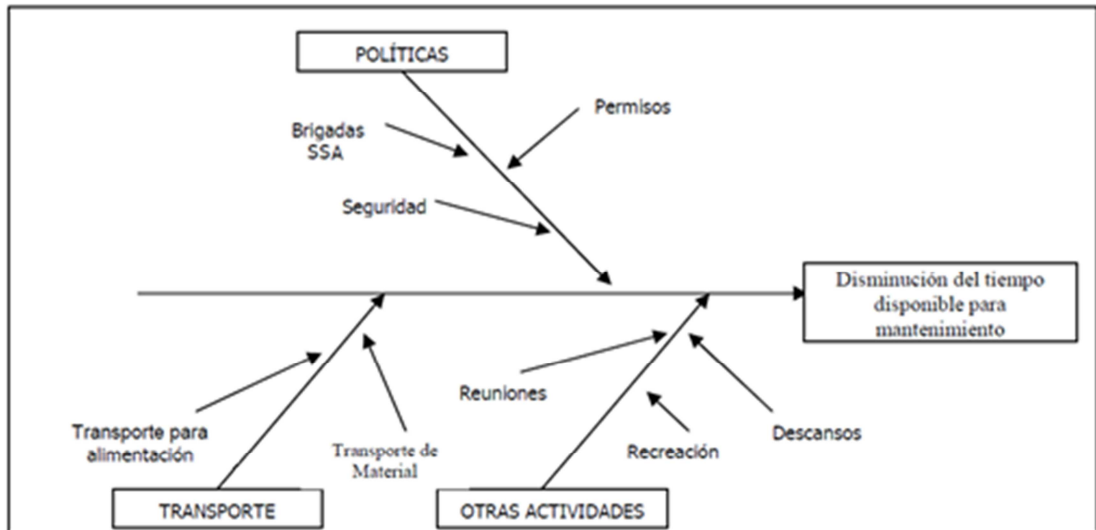 POLÍTICAS
Permisos
Brigadas
SSA
Seguridad
Disminución del tiempo
disponible para
mantenimiento
Reuniones
Transporte para
alimentación
Transporte de
Material
Recreación
Descansos
TRANSPORTE
OTRAS ACTIVIDADES